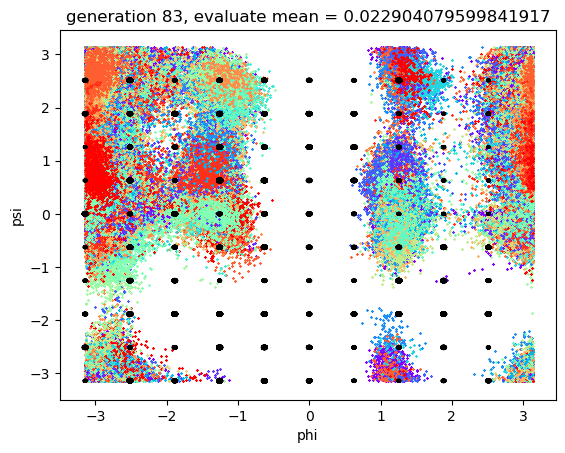 generation 83, evaluate mean = 0.022904079599841917
3
2
1
0
−1
−2
−3
psi
−3 −2 −1 0 1 2 3
phi